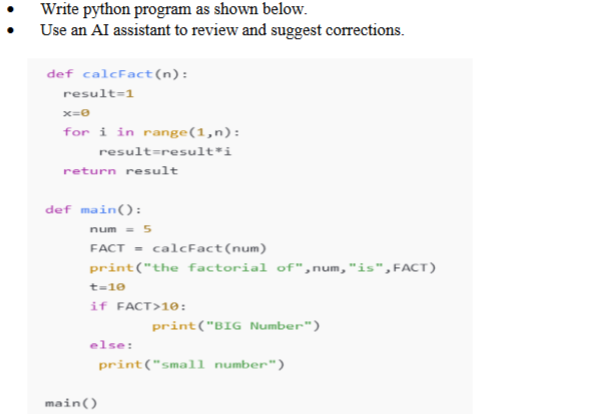 • Write python program as shown below.
• Use an AI assistant to review and suggest corrections.
def calcFact(n):
  result=1
  x=0
  for i in range(1,n):
      result=result*i
  return result
def main():
     num = 5
     FACT = calcFact(num)
     print("the factorial of",num,"is",FACT)
     t=10
     if FACT>10:
            print("BIG Number")
     else:
      print("small number")
main()